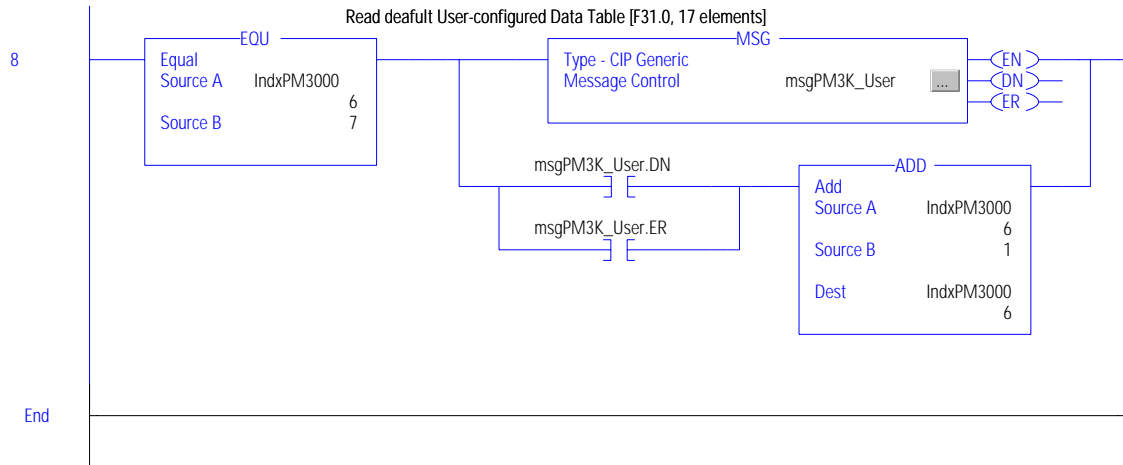 Read deafult User-configured Data Table [F31.0, 17 elements]
8
EQU
Equal
Source A IndxPM3000
6
Source B 7
MSG
Type - CIP Generic
Message Control msgPM3K_User ...
EN
DN
ER
msgPM3K_User.DN
msgPM3K_User.ER
ADD
Add
Source A IndxPM3000
6
Source B 1
Dest IndxPM3000
6
End